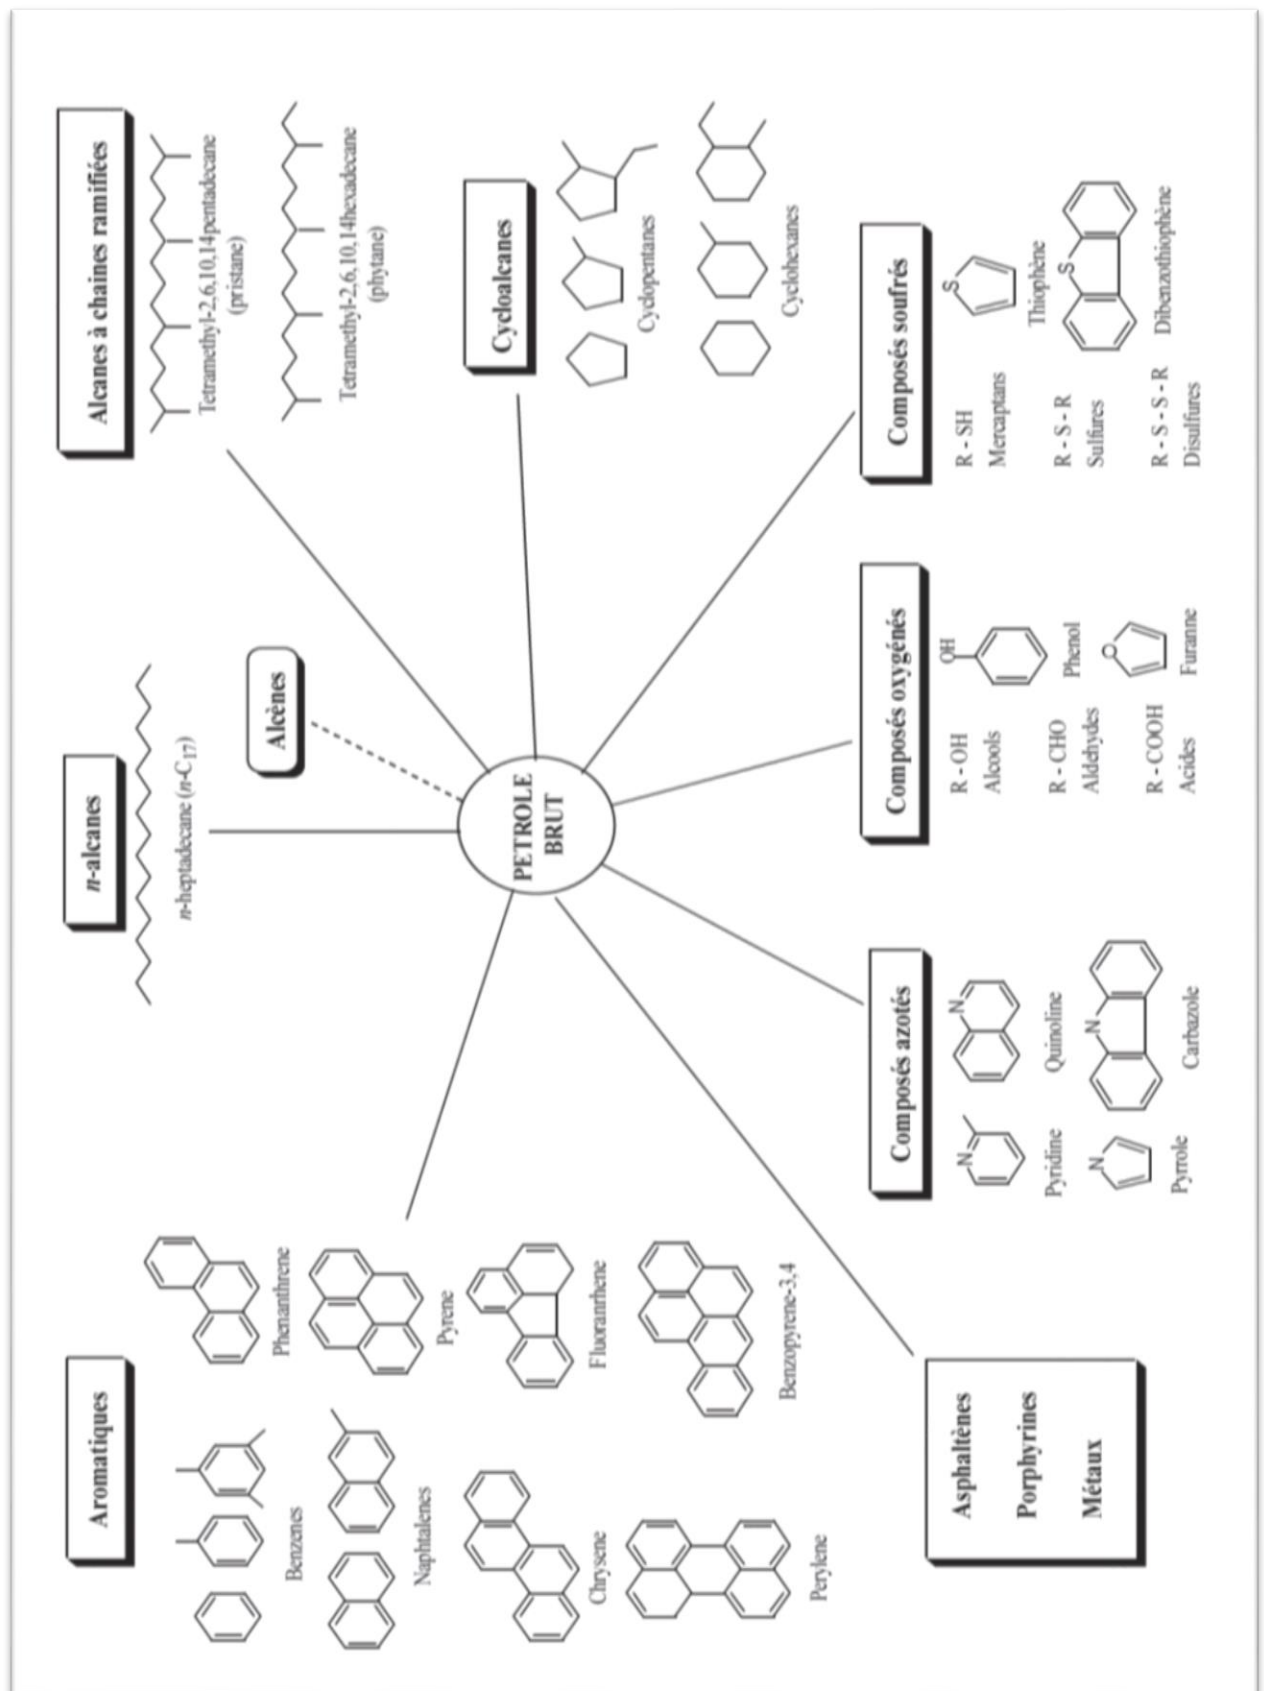 Aromatiques
Benzenes
Phenanthrene
Naphtalenes
Pyrene
Chrysene
Fluoranrhene
Perylene
Benzopyrene-3,4
n-alcanes
n-heptadecane (n-C17)
Alcènes
Alcanes à chaines ramifiées
Tetramethyl-2,6,10,14pentadecane
(pristane)
Tetramethyl-2,6,10,14hexadecane
(phytane)
PETROLE
BRUT
Cycloalcanes
Cyclopentanes
Cyclohexanes
Asphaltènes
Porphyrines
Métaux
Composés azotés
N
Pyridine
N
Quinoline
N
Pyrrole
N
Carbazole
Composés oxygénés
R - OH
Alcools
OH
Phenol
R - CHO
Aldehydes
R - COOH
Acides
O
Furanne
Composés soufrés
R - SH
Mercaptans
S
Thiophène
R - S - R
Sulfures
S
Dibenzothiophène
R - S - S - R
Disulfures